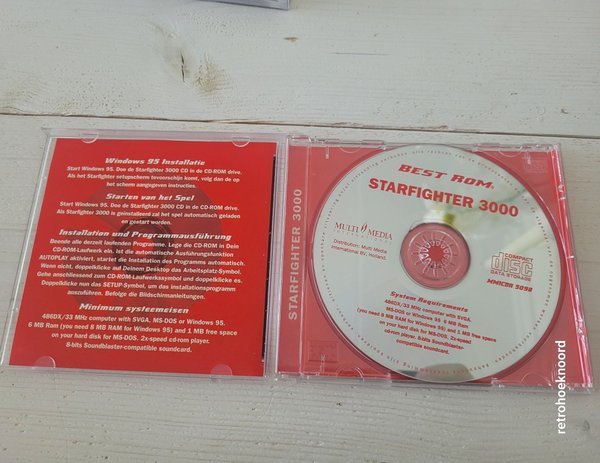 Windows 95 Installatie
Start Windows 95. Doe de Starfighter 3000 CD in de CD-ROM drive.
Als het Starfighter setupscherm tevoorschijn komt, volg dan de op
het scherm aangegeven instructies.
Starten van het Spel
Start Windows 95. Doe de Starfighter 3000 CD in de CD-ROM drive.
Als Starfighter 3000 is geinstalleerd zal het spel automatisch geladen
en gestart worden.
Installation und Programmausführung
Beende alle derzeit laufenden Programme. Lege die CD-ROM in Dein
CD-ROM-Laufwerk ein. Ist die automatische Ausführungsfunktion
AUTOPLAY aktiviert, startet die Installation des Programms automatisch.
Wenn nicht, doppelklicke auf Deinem Desktop das Arbeitsplatz-Symbol.
Gehe anschliessend zum CD-ROM-Laufwerkssymbol und doppelklicke es.
Doppelklicke nun das SETUP-Symbol, um das Installationsprogramm
auszuführen. Befolge die Bildschirmanleitungen.
Minimum systeemeisen
486DX/33 MHz computer with SVGA. MS-DOS or Windows 95.
6 MB Ram (you need 8 MB RAM for Windows 95) and 1 MB free space
on your hard disk for MS-DOS. 2x-speed cd-rom player.
8-bits Soundblaster-compatible soundcard.
STARFIGHTER 3000
BEST ROM
STARFIGHTER 3000
MULTI MEDIA
INTERNATIONAL
Distribution: Multi Media
International BV, Holland.
COMPACT
disc
DATA STORAGE
MMICDR 5098
System Requirements
486DX/33 MHz computer with SVGA.
MS-DOS or Windows 95. 6 MB Ram
(you need 8 MB RAM for Windows 95) and 1 MB free space
on your hard disk for MS-DOS. 2x-speed
cd-rom player. 8-bits Soundblaster-
compatible soundcard.
retrohoeknoord